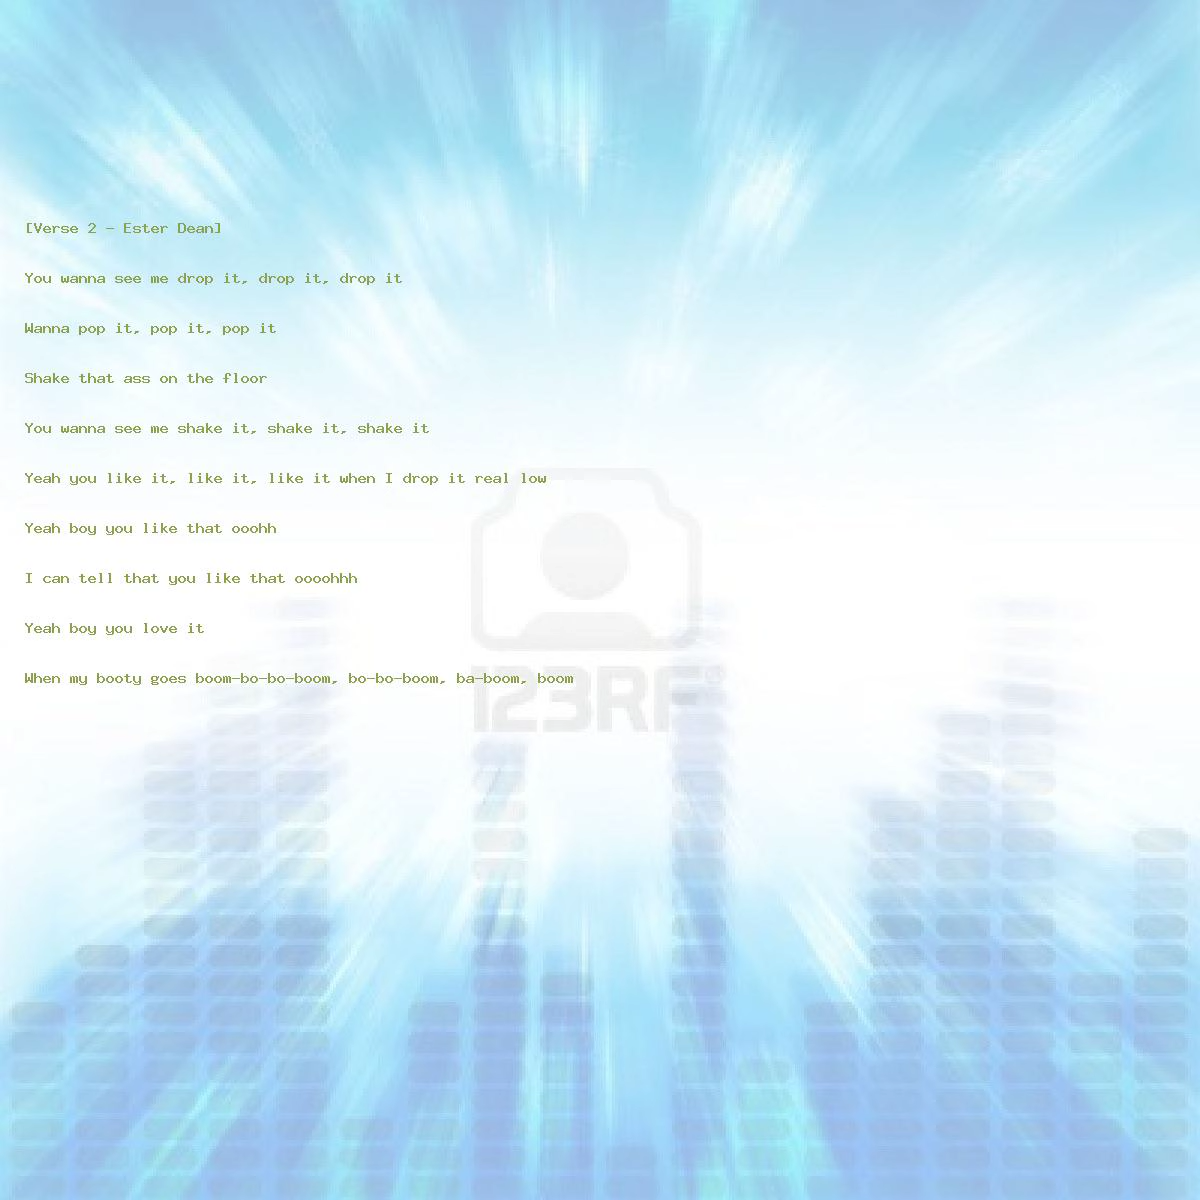 [Verse 2 - Ester Dean]
You wanna see me drop it, drop it, drop it
Wanna pop it, pop it, pop it
Shake that ass on the floor
You wanna see me shake it, shake it, shake it
Yeah you like it, like it, like it when I drop it real low
Yeah boy you like that ooohh
I can tell that you like that oooohhh
Yeah boy you love it
When my booty goes boom-bo-bo-boom, bo-bo-boom, ba-boom, boom
123RF®